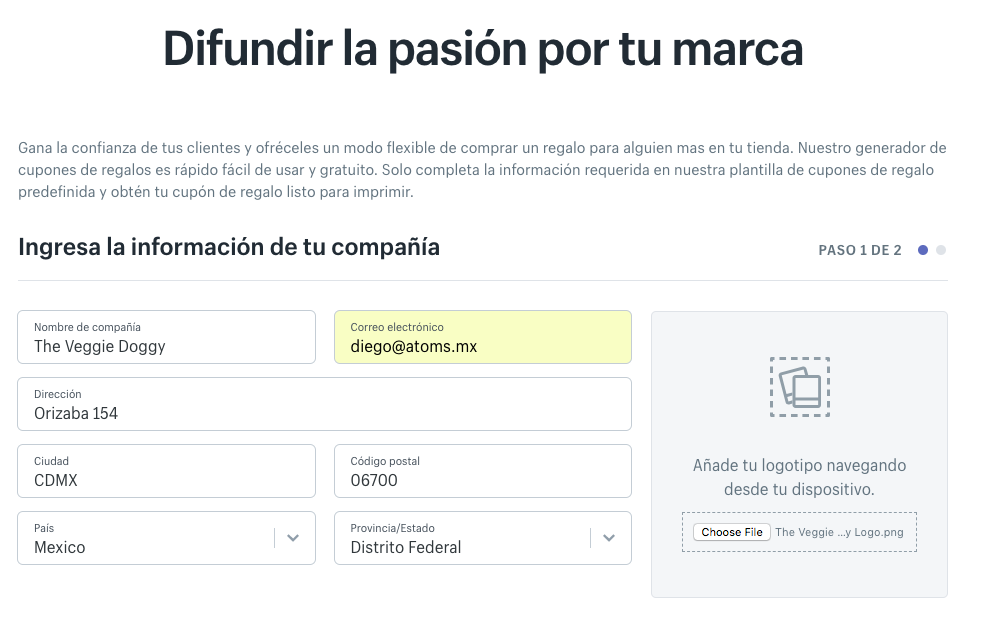 Difundir la pasión por tu marca
Gana la confianza de tus clientes y ofréceles un modo flexible de comprar un regalo para alguien mas en tu tienda. Nuestro generador de
cupones de regalos es rápido fácil de usar y gratuito. Solo completa la información requerida en nuestra plantilla de cupones de regalo
predefinida y obtén tu cupón de regalo listo para imprimir.
Ingresa la información de tu compañía
PASO 1 DE 2
Nombre de compañía
The Veggie Doggy
Correo electrónico
diego@atoms.mx
Dirección
Orizaba 154
Ciudad
CDMX
Código postal
06700
País
Mexico
Provincia/Estado
Distrito Federal
Añade tu logotipo navegando
desde tu dispositivo.
Choose File The Veggie ...y Logo.png